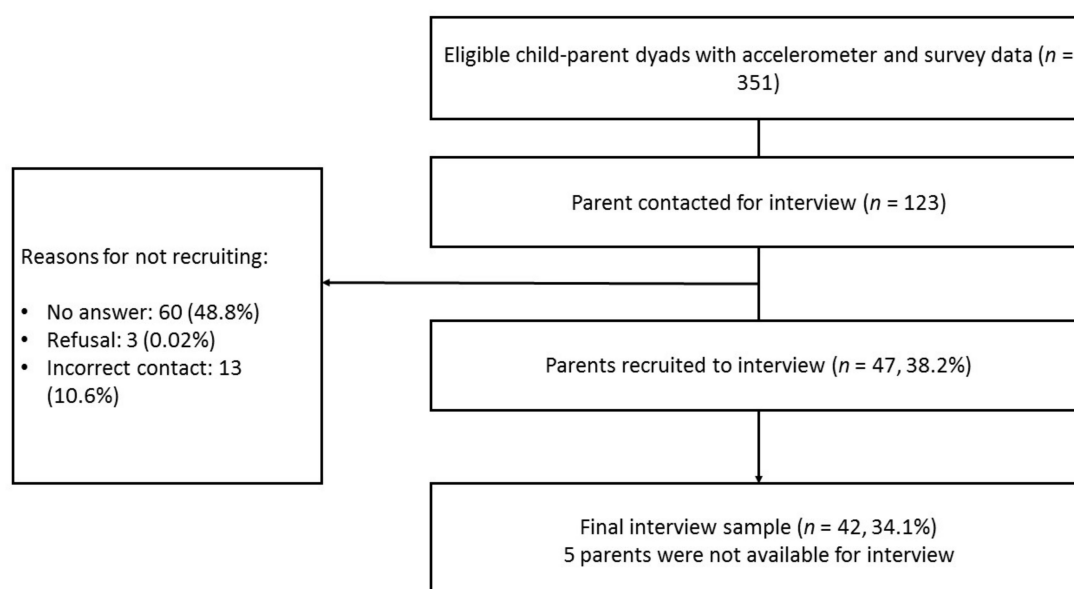 Eligible child-parent dyads with accelerometer and survey data (n =
351)
Parent contacted for interview (n = 123)
Reasons for not recruiting:
• No answer: 60 (48.8%)
• Refusal: 3 (0.02%)
• Incorrect contact: 13
(10.6%)
Parents recruited to interview (n = 47, 38.2%)
Final interview sample (n = 42, 34.1%)
5 parents were not available for interview